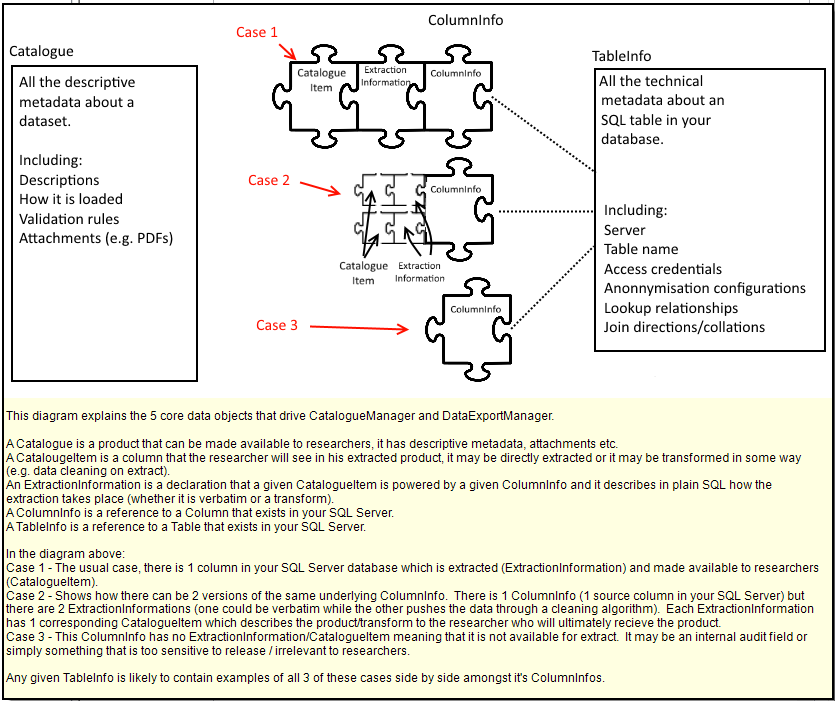 ColumnInfo
Case 1
Catalogue
TableInfo
All the descriptive
metadata about a
dataset.
Including:
Descriptions
How it is loaded
Validation rules
Attachments (e.g. PDFs)
Catalogue
Item
Extraction
Information
ColumnInfo
All the technical
metadata about an
SQL table in your
database.
Including:
Server
Table name
Access credentials
Anonnymisation configurations
Lookup relationships
Join directions/collations
Case 2
ColumnInfo
Catalogue
Item
Extraction
Information
Case 3
ColumnInfo
This diagram explains the 5 core data objects that drive CatalogueManager and DataExportManager.
A Catalogue is a product that can be made available to researchers, it has descriptive metadata, attachments etc.
A CatalougeItem is a column that the researcher will see in his extracted product, it may be directly extracted or it may be transformed in some way
(e.g. data cleaning on extract).
An ExtractionInformation is a declaration that a given CatalogueItem is powered by a given ColumnInfo and it describes in plain SQL how the
extraction takes place (whether it is verbatim or a transform).
A ColumnInfo is a reference to a Column that exists in your SQL Server.
A TableInfo is a reference to a Table that exists in your SQL Server.
In the diagram above:
Case 1 - The usual case, there is 1 column in your SQL Server database which is extracted (ExtractionInformation) and made available to researchers
(CatalogueItem).
Case 2 - Shows how there can be 2 versions of the same underlying ColumnInfo. There is 1 ColumnInfo (1 source column in your SQL Server) but
there are 2 ExtractionInformations (one could be verbatim while the other pushes the data through a cleaning algorithm). Each ExtractionInformation
has 1 corresponding CatalogueItem which describes the product/transform to the researcher who will ultimately recieve the product.
Case 3 - This ColumnInfo has no ExtractionInformation/CatalogueItem meaning that it is not available for extract. It may be an internal audit field or
simply something that is too sensitive to release / irrelevant to researchers.
Any given TableInfo is likely to contain examples of all 3 of these cases side by side amongst it's ColumnInfos.